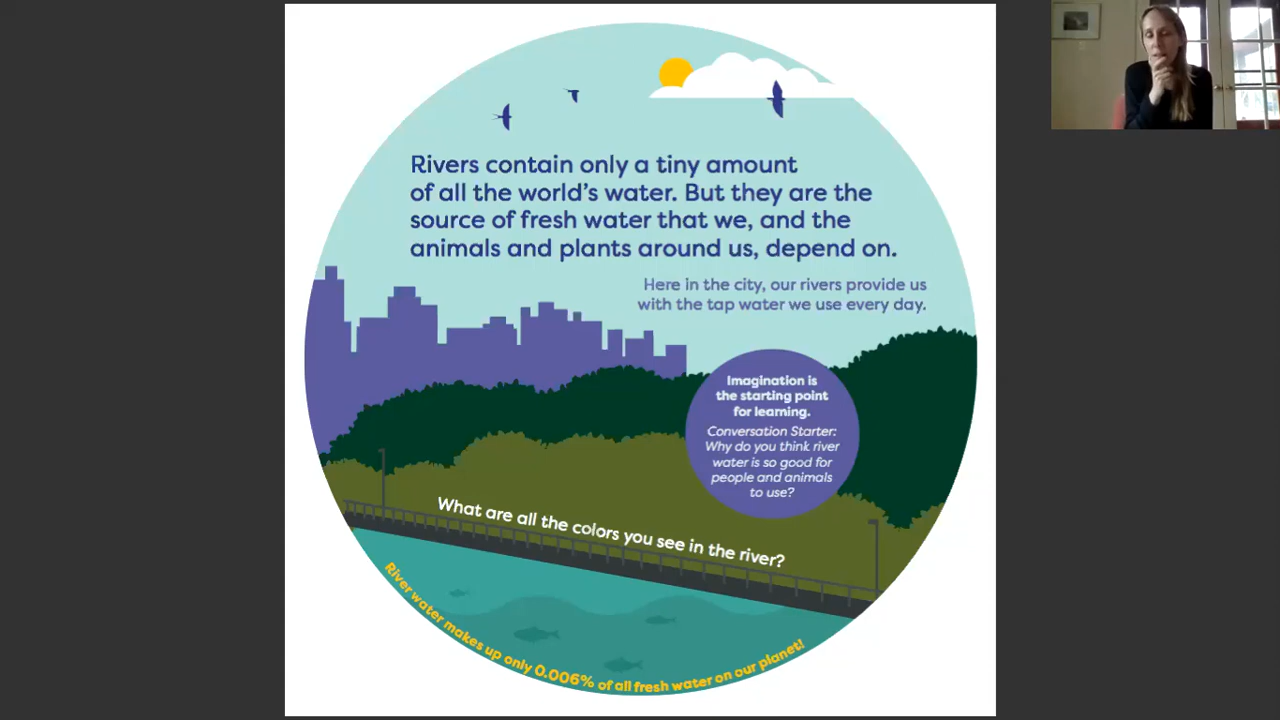 Rivers contain only a tiny amount
of all the world's water. But they are the
source of fresh water that we, and the
animals and plants around us, depend on.
Here in the city, our rivers provide us
with the tap water we use every day.
Imagination is
the starting point
for learning.
Conversation Starter:
Why do you think river
water is so good for
people and animals
to use?
What are all the colors you see in the river?
River water makes up only 0.006% of all fresh water on our planet!